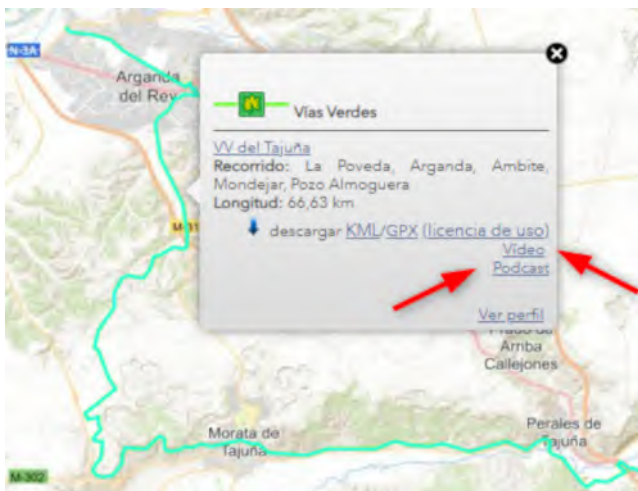 N-3A
Arganda
del Rey
Vías Verdes
VV del Tajuña
Recorrido: La Poveda, Arganda, Ambite,
Mondejar, Pozo Almoguera
Longitud: 66,63 km
descargar KML/GPX (licencia de uso)
Vídeo
Podcast
Ver perfil
Prado de
Arriba
Callejones
Morata de
Tajuña
Perales de
Tajuña
M-302